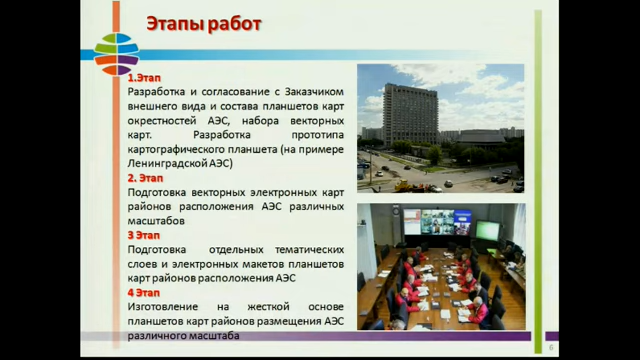 Этапы работ
1.Этап
Разработка и согласование с Заказчиком
внешнего вида и состава планшетов карт
окрестностей АЭС, набора векторных
карт. Разработка прототипа
картографического планшета (на примере
Ленинградской АЭС)
2. Этап
Подготовка векторных электронных карт
районов расположения АЭС различных
масштабов
3 Этап
Подготовка отдельных тематических
слоев и электронных макетов планшетов
карт районов расположения АЭС
4 Этап
Изготовление на жесткой основе
планшетов карт районов размещения АЭС
различного масштаба
6